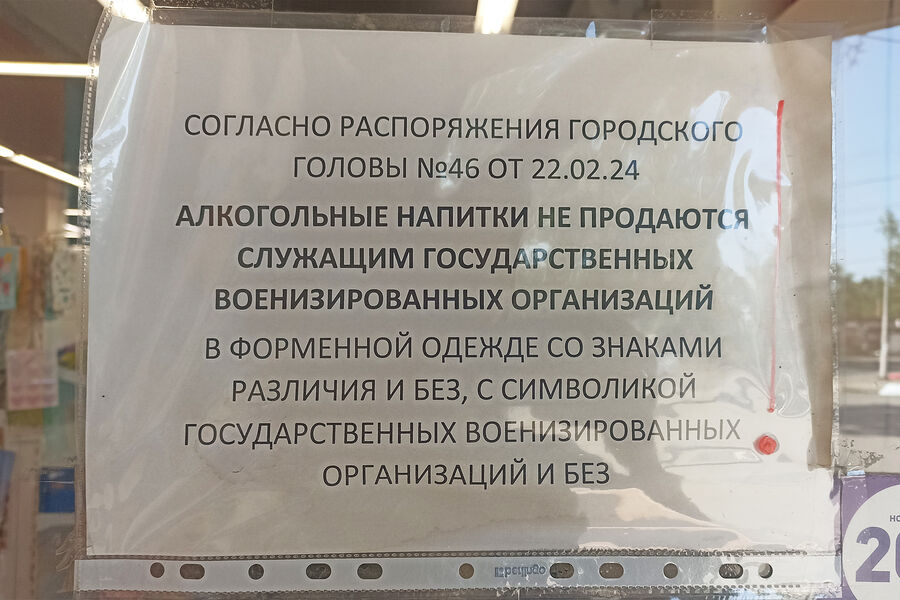 СОГЛАСНО РАСПОРЯЖЕНИЯ ГОРОДСКОГО
ГОЛОВЫ №46 ОТ 22.02.24
АЛКОГОЛЬНЫЕ НАПИТКИ НЕ ПРОДАЮТСЯ
СЛУЖАЩИМ ГОСУДАРСТВЕННЫХ
ВОЕНИЗИРОВАННЫХ ОРГАНИЗАЦИЙ
В ФОРМЕННОЙ ОДЕЖДЕ СО ЗНАКАМИ
РАЗЛИЧИЯ И БЕЗ, С СИМВОЛИКОЙ
ГОСУДАРСТВЕННЫХ ВОЕНИЗИРОВАННЫХ
ОРГАНИЗАЦИЙ И БЕЗ
berlingo